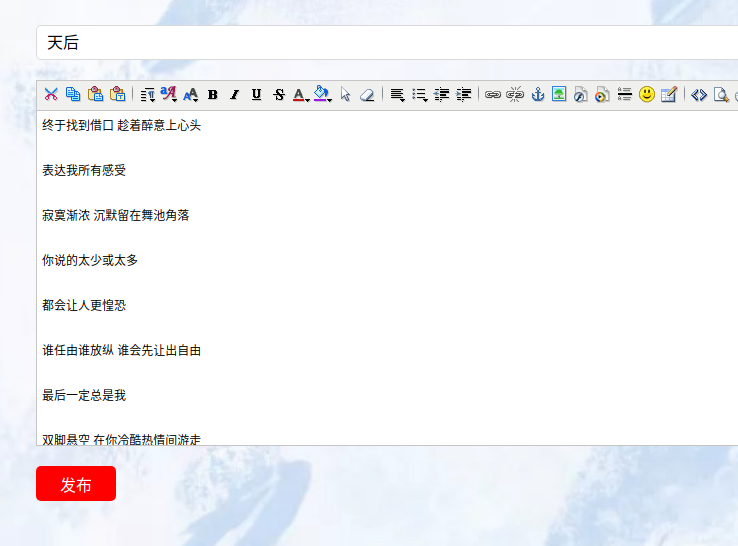 天后
终于找到借口 趁着醉意上心头
表达我所有感受
寂寞渐浓 沉默留在舞池角落
你说的太少或太多
都会让人更惶恐
谁任由谁放纵 谁会先让出自由
最后一定总是我
双脚悬空 在你冷酷热情间游走
发布